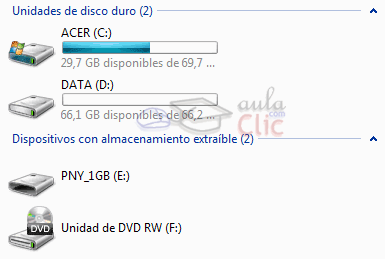 Unidades de disco duro (2)
ACER (C:)
29,7 GB disponibles de 69,7 ...
DATA (D:)
66,1 GB disponibles de 66,2 ...
aula
.com
Clic
Dispositivos con almacenamiento extraíble (2)
PNY_1GB (E:)
DVD
Unidad de DVD RW (F:)